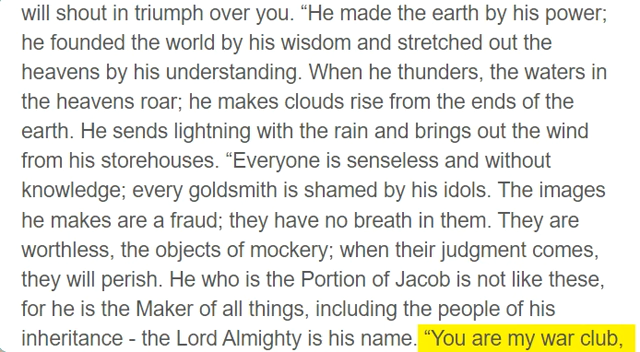 will shout in triumph over you. “He made the earth by his power;
he founded the world by his wisdom and stretched out the
heavens by his understanding. When he thunders, the waters in
the heavens roar; he makes clouds rise from the ends of the
earth. He sends lightning with the rain and brings out the wind
from his storehouses. “Everyone is senseless and without
knowledge; every goldsmith is shamed by his idols. The images
he makes are a fraud; they have no breath in them. They are
worthless, the objects of mockery; when their judgment comes,
they will perish. He who is the Portion of Jacob is not like these,
for he is the Maker of all things, including the people of his
inheritance - the Lord Almighty is his name. “You are my war club,